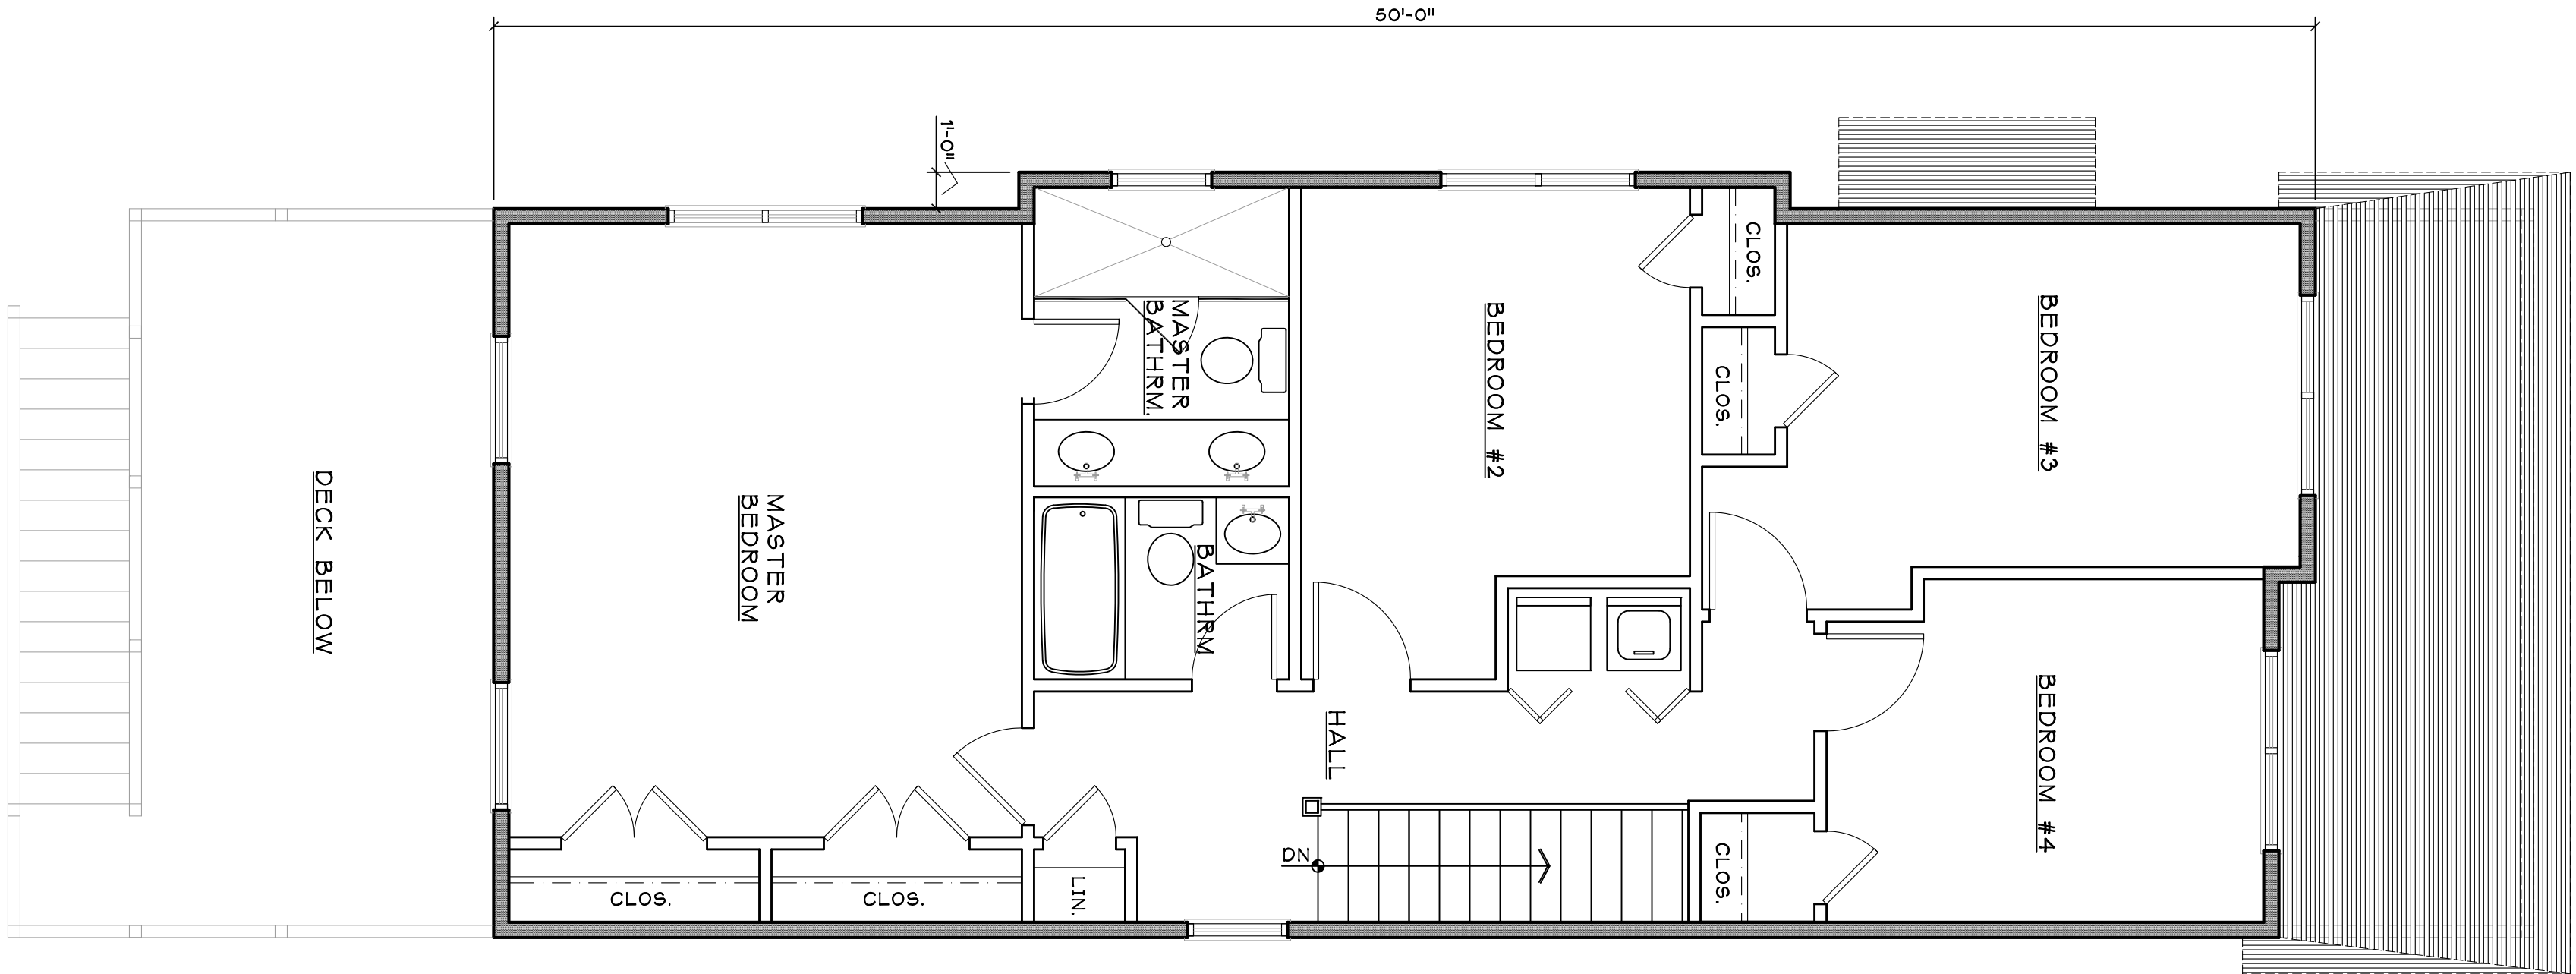 50'-0"
1'-0"
CLOS.
BEDROOM #3
MASTER
BATHRM.
BEDROOM #2
CLOS.
DECK BELOW
MASTER
BEDROOM
BATHRM
HALL
BEDROOM #4
DN
CLOS.
CLOS.
CLOS.
LIN.